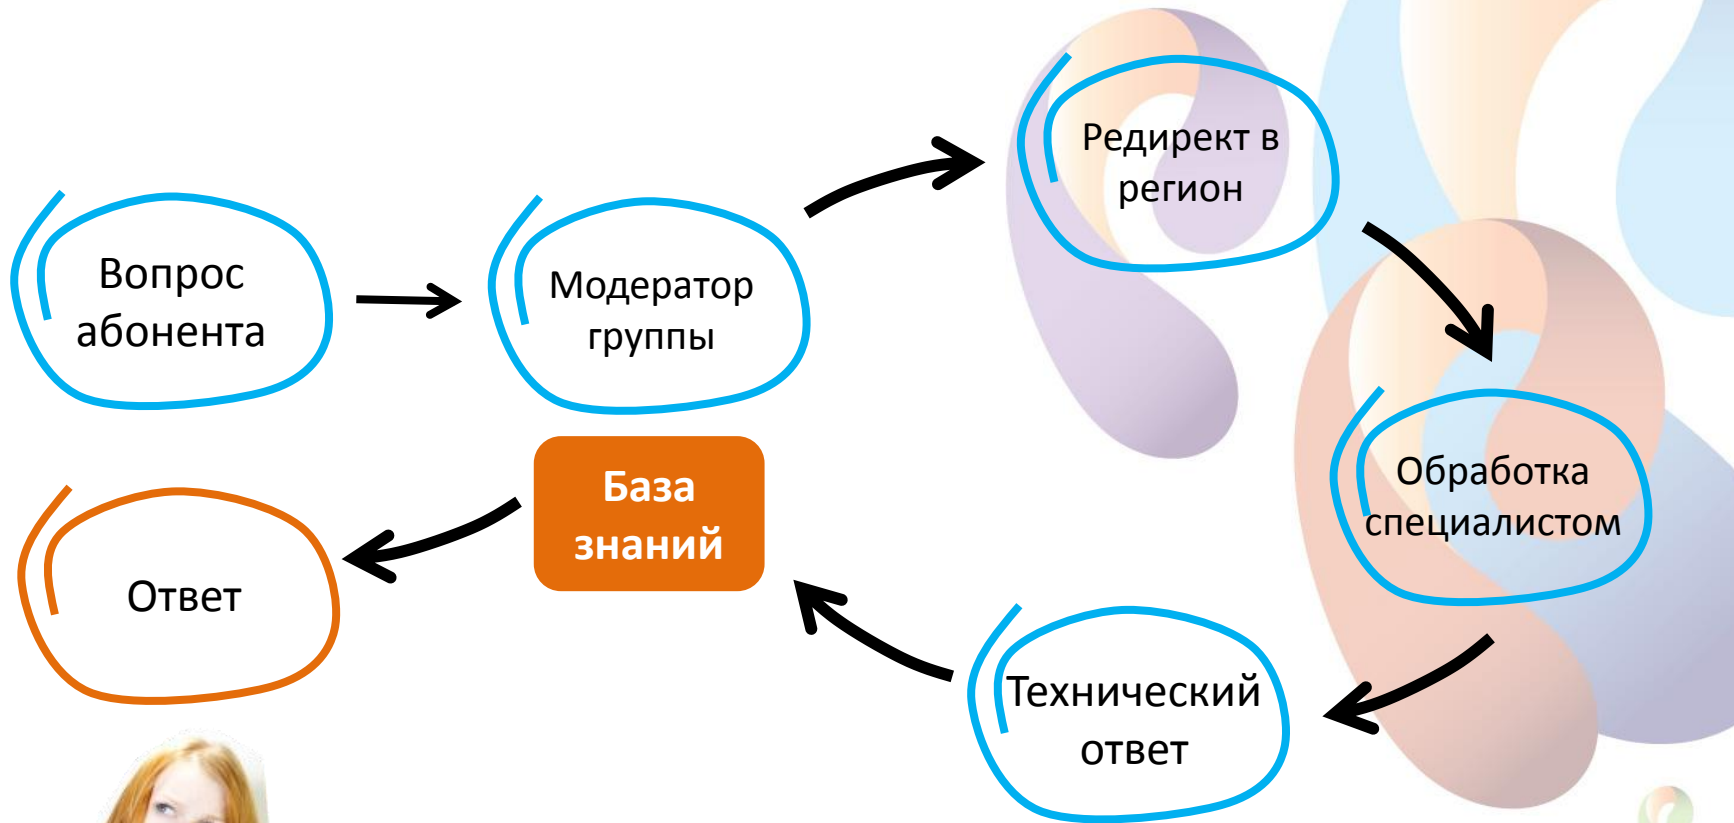 Вопрос
абонента
Модератор
группы
Редирект в
регион
Обработка
специалистом
Технический
ответ
База
знаний
Ответ